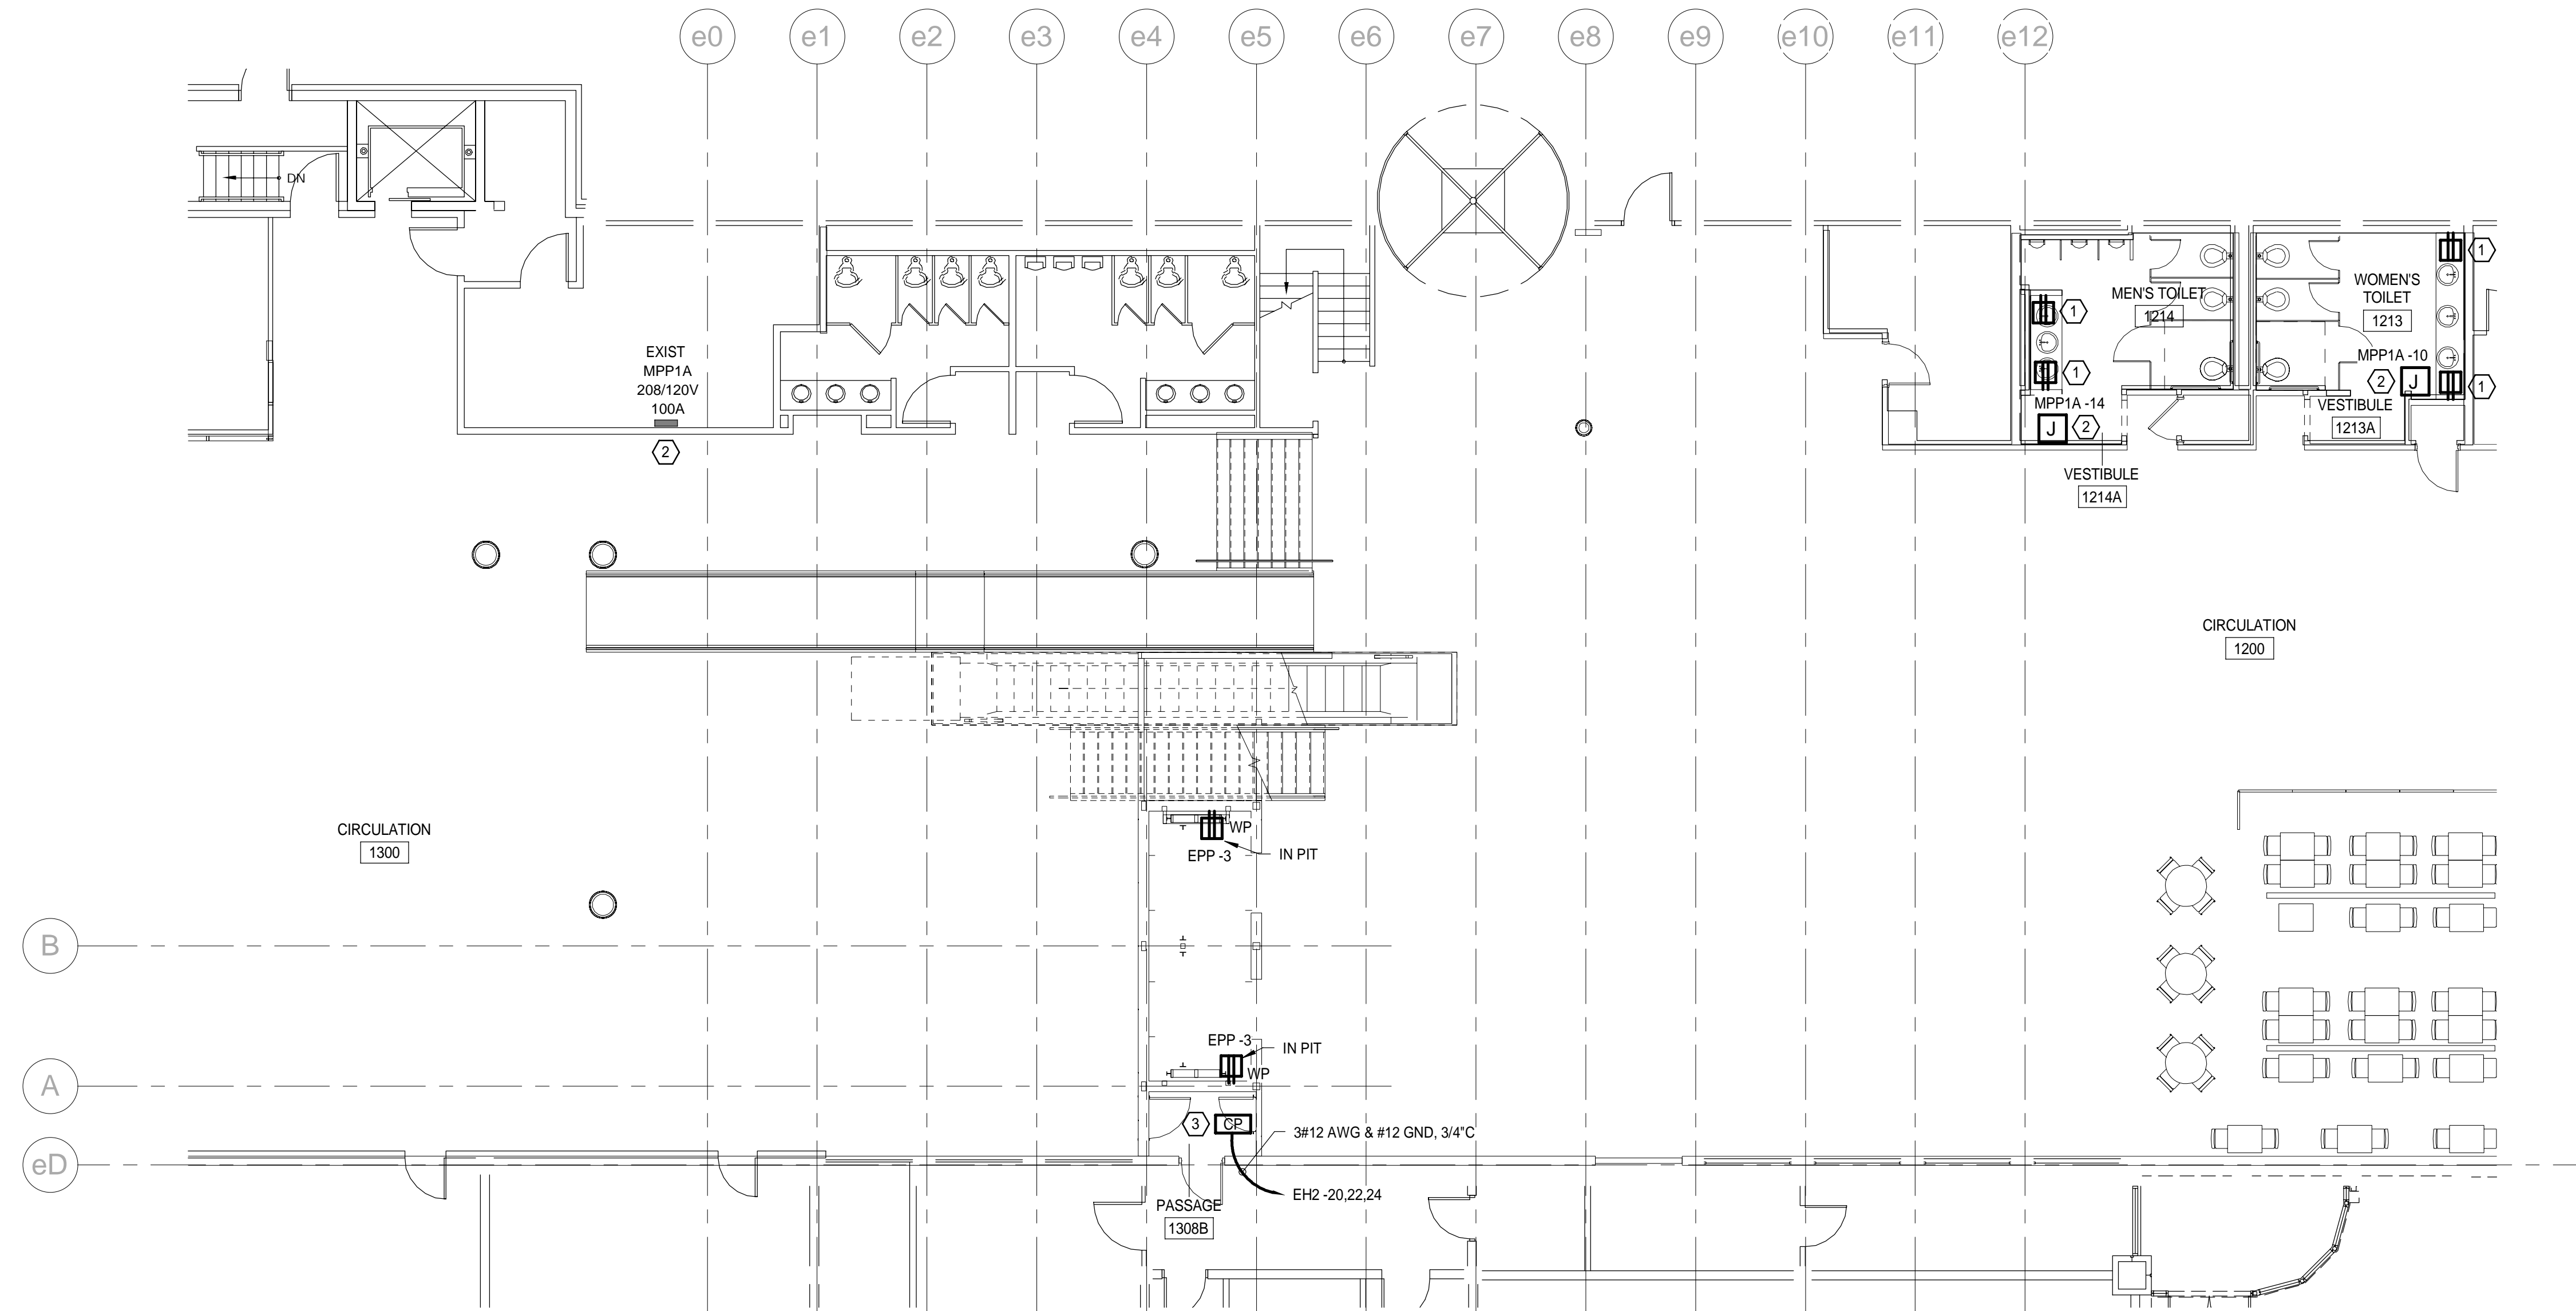 e0
e1
e2
e3
e4
e5
e6
e7
e8
e9
e10
e11
e12
DN
EXIST
MPP1A
208/120V
100A
2
1
MEN'S TOILET
1214
1
MPP1A -14
J
2
VESTIBULE
1214A
WOMEN'S
TOILET
1213
1
MPP1A -10
2
J
1
VESTIBULE
1213A
CIRCULATION
1200
CIRCULATION
1300
WP
EPP -3
IN PIT
B
EPP -3
IN PIT
WP
A
3
CP
3#12 AWG & #12 GND, 3/4"C
eD
EH2 -20,22,24
PASSAGE
1308B